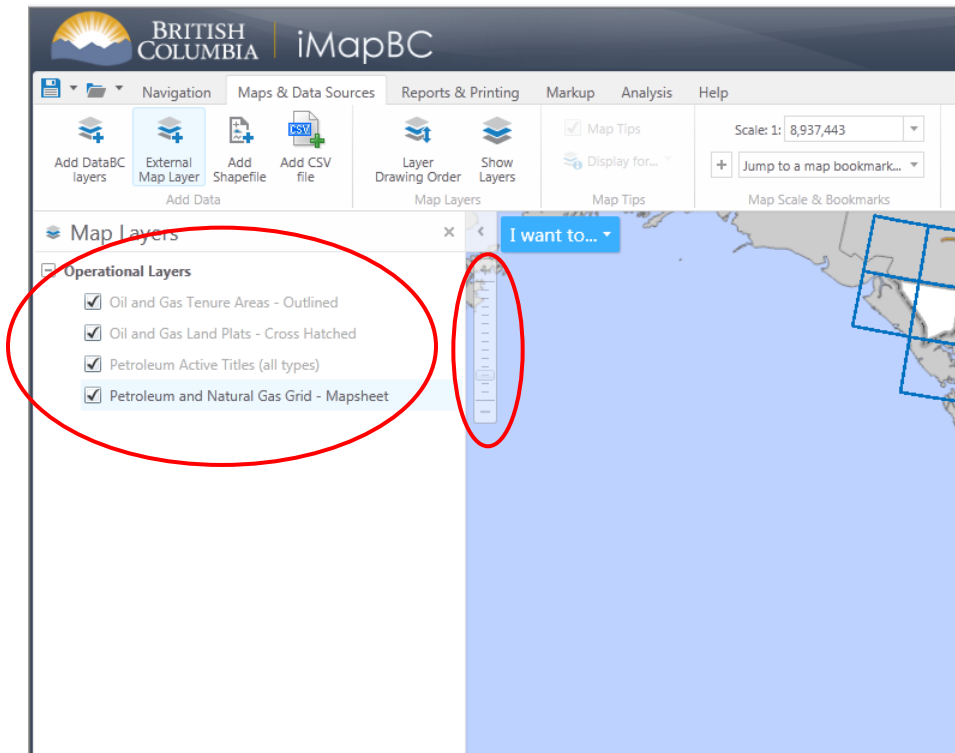 BRITISH
COLUMBIA
iMapBC
Navigation Maps & Data Sources Reports & Printing Markup Analysis Help
Add DataBC
layers
External
Map Layer
Add
Shapefile
CSV
Add CSV
file
Layer
Drawing Order
Show
Layers
Map Tips
Display for...
Scale: 1: 8,937,443
Jump to a map bookmark...
Add Data Map Layers Map Tips Map Scale & Bookmarks
Map Layers
I want to...
Operational Layers
Oil and Gas Tenure Areas - Outlined
Oil and Gas Land Plats - Cross Hatched
Petroleum Active Titles (all types)
Petroleum and Natural Gas Grid - Mapsheet